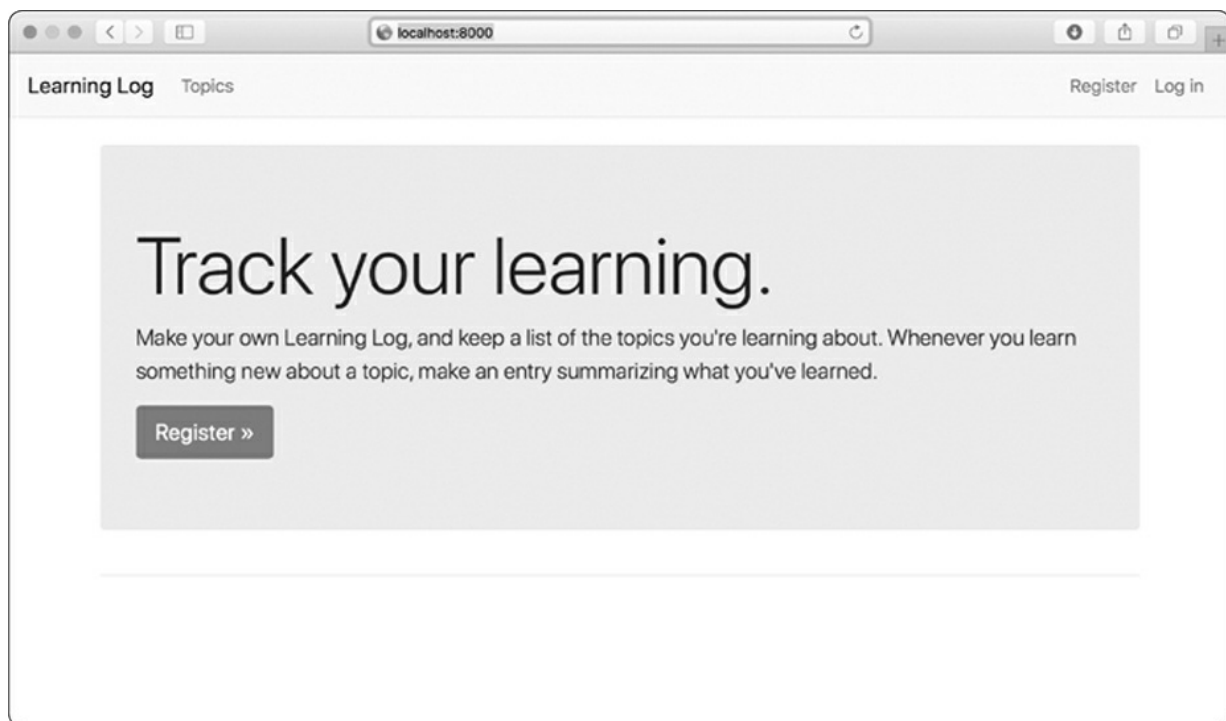 localhost:8000
Learning Log Topics Register Log in
Track your learning.
Make your own Learning Log, and keep a list of the topics you're learning about. Whenever you learn
something new about a topic, make an entry summarizing what you've learned.
Register »